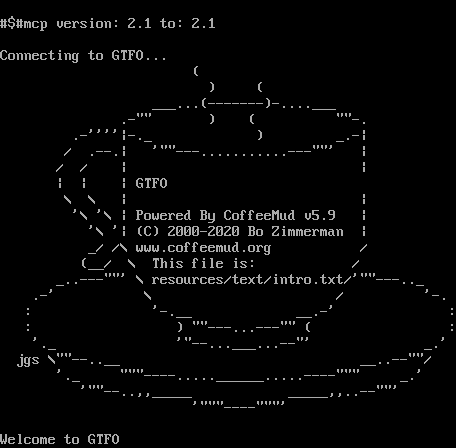 #$#mcp version: 2.1 to: 2.1
Connecting to GTFO...
GTFO
Powered By CoffeeMud v5.9
(C) 2000-2020 Bo Zimmerman
www.coffeemud.org
This file is:
resources/text/intro.txt
jgs
Welcome to GTFO